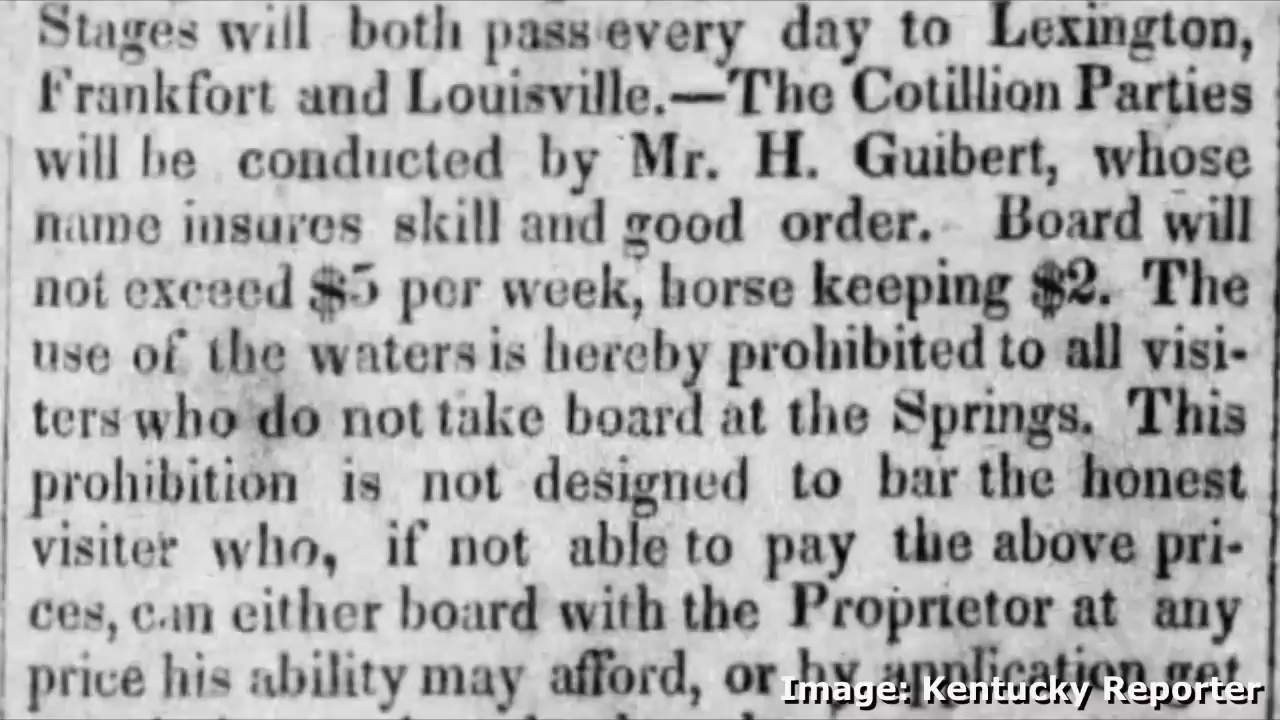 Stages will both pass every day to Lexington,
Frankfort and Louisville.—The Cotillion Parties
will be conducted by Mr. H. Guibert, whose
name insures skill and good order. Board will
not exceed $5 per week, horse keeping $2. The
use of the waters is hereby prohibited to all visi-
ters who do not take board at the Springs. This
prohibition is not designed to bar the honest
visiter who, if not able to pay the above pri-
ces, can either board with the Proprietor at any
price his ability may afford, or by application get
Image: Kentucky Reporter